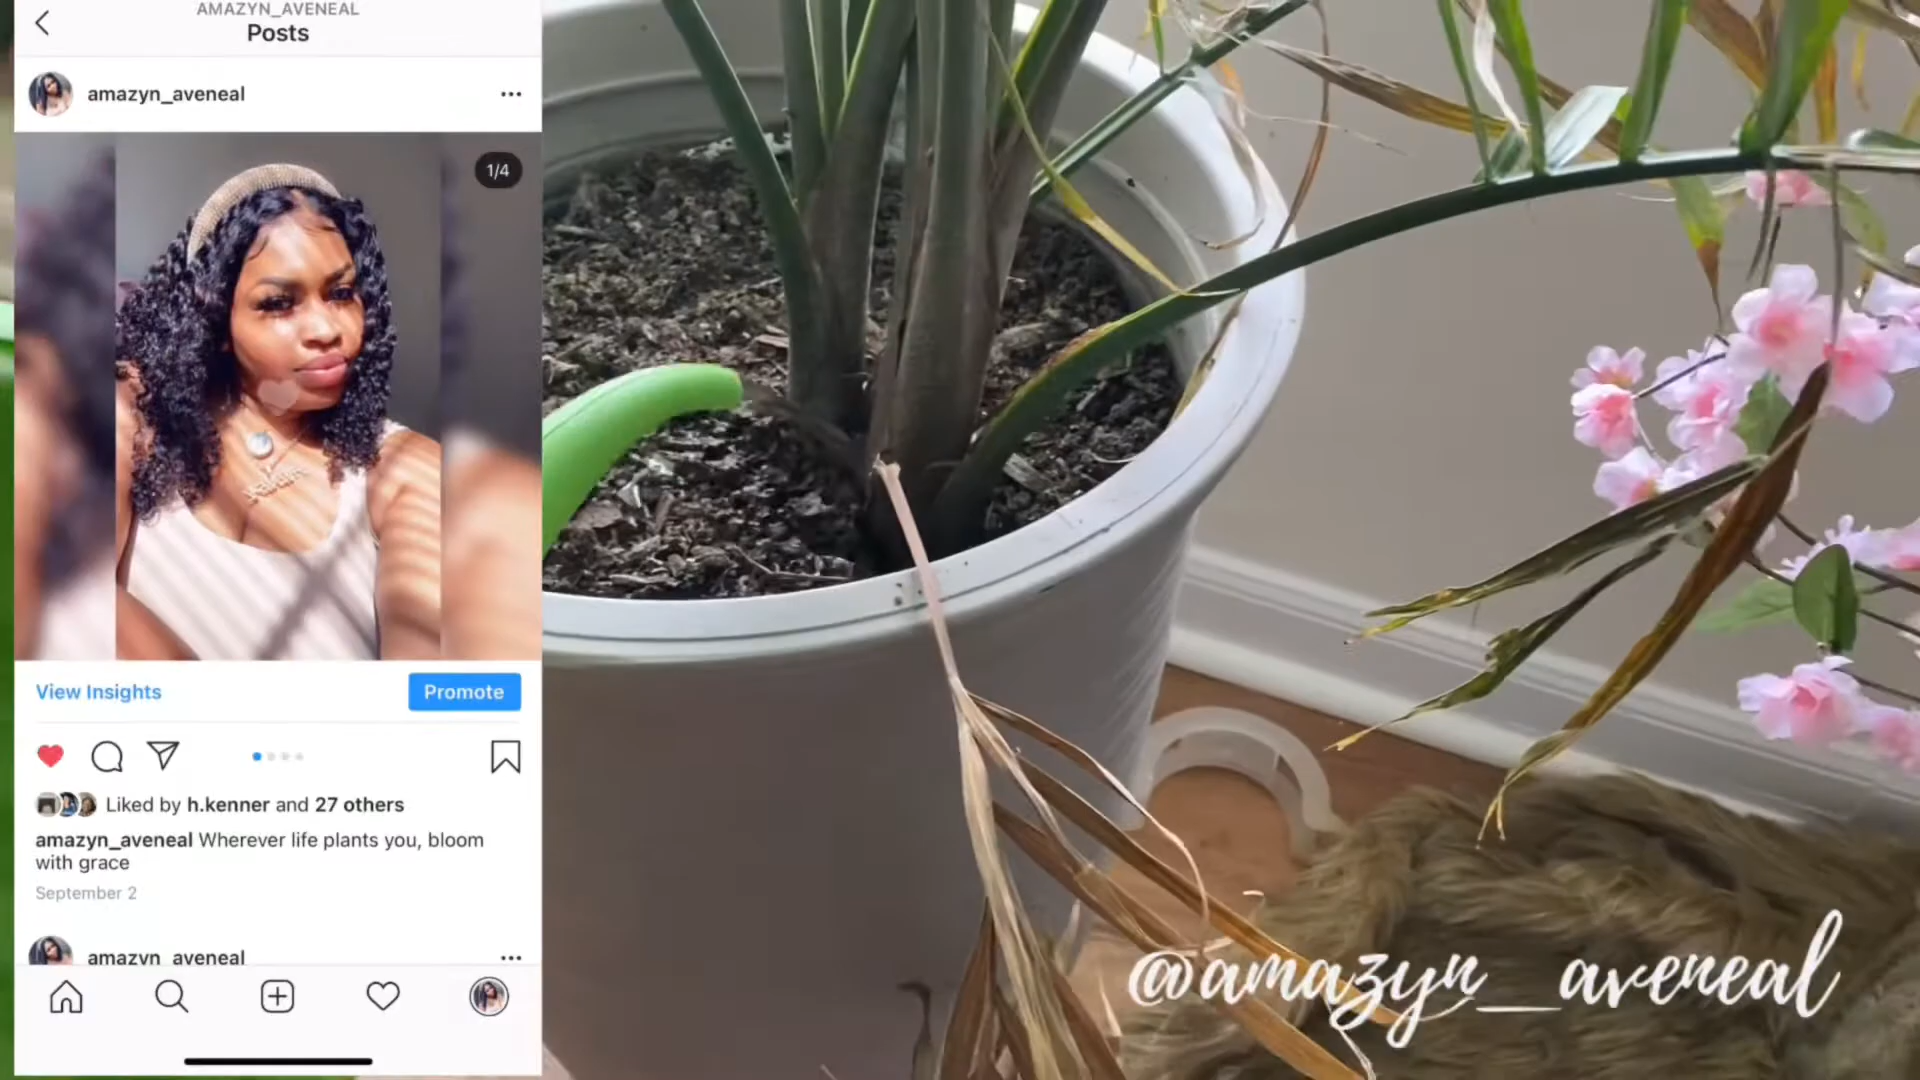 AMAZYN_AVENEAL
Posts
amazyn_aveneal
1/4
View Insights
Promote
Liked by h.kenner and 27 others
amazyn_aveneal Wherever life plants you, bloom
with grace
September 2
amazyn_aveneal
@amazyn_aveneal